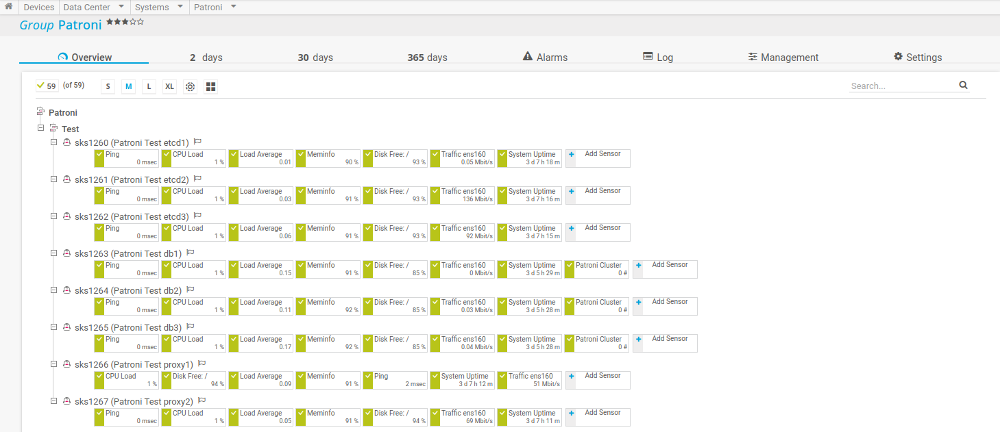 Devices Data Center Systems Patroni
Group Patroni
Overview 2 days 30 days 365 days Alarms Log Management Settings
59 (of 59) S M L XL Search...
Patroni
Test
sks1260 (Patroni Test etcd1)
Ping CPU Load Load Average Meminfo Disk Free: / Traffic ens160 System Uptime Add Sensor
0 msec 1 % 0.01 90 % 93 % 0.05 Mbit/s 3 d 7 h 18 m
sks1261 (Patroni Test etcd2)
Ping CPU Load Load Average Meminfo Disk Free: / Traffic ens160 System Uptime Add Sensor
0 msec 1 % 0.03 91 % 93 % 136 Mbit/s 3 d 7 h 16 m
sks1262 (Patroni Test etcd3)
Ping CPU Load Load Average Meminfo Disk Free: / Traffic ens160 System Uptime Add Sensor
0 msec 1 % 0.06 91 % 93 % 92 Mbit/s 3 d 7 h 15 m
sks1263 (Patroni Test db1)
Ping CPU Load Load Average Meminfo Disk Free: / Traffic ens160 System Uptime Patroni Cluster Add Sensor
0 msec 1 % 0.15 91 % 85 % 0 Mbit/s 3 d 5 h 29 m 0 #
sks1264 (Patroni Test db2)
Ping CPU Load Load Average Meminfo Disk Free: / Traffic ens160 System Uptime Patroni Cluster Add Sensor
0 msec 1 % 0.11 92 % 85 % 0.03 Mbit/s 3 d 5 h 28 m 0 #
sks1265 (Patroni Test db3)
Ping CPU Load Load Average Meminfo Disk Free: / Traffic ens160 System Uptime Patroni Cluster Add Sensor
0 msec 1 % 0.17 92 % 85 % 0.04 Mbit/s 3 d 5 h 28 m 0 #
sks1266 (Patroni Test proxy1)
CPU Load Disk Free: / Load Average Meminfo Ping System Uptime Traffic ens160 Add Sensor
1 % 94 % 0.09 91 % 2 msec 3 d 7 h 12 m 51 Mbit/s
sks1267 (Patroni Test proxy2)
Ping CPU Load Load Average Meminfo Disk Free: / Traffic ens160 System Uptime Add Sensor
0 msec 1 % 0.05 91 % 94 % 69 Mbit/s 3 d 7 h 11 m